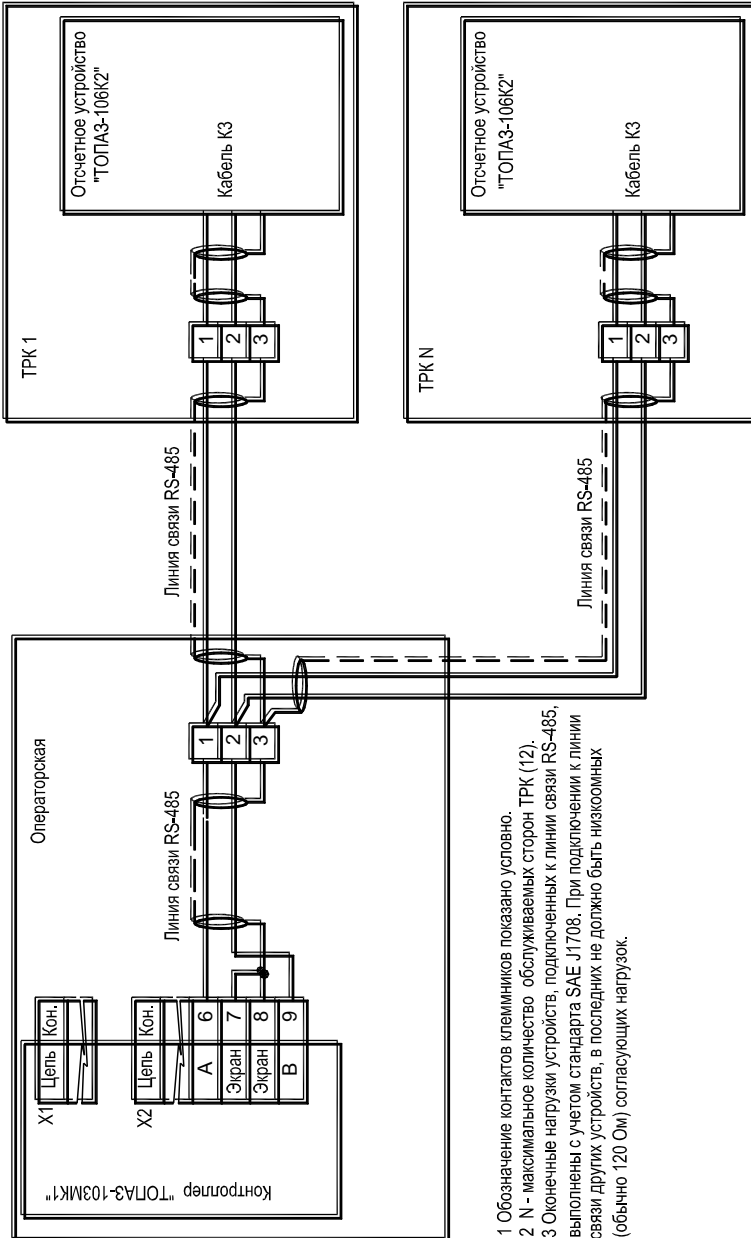 Операторская
Контроллер "ТОПАЗ-103МК1"
X1
Цепь Кон.
X2
Цепь Кон.
А 6
Экран 7
Экран 8
В 9
Линия связи RS-485
1
2
3
Линия связи RS-485
ТРК 1
1
2
3
Отсчетное устройство
"ТОПАЗ-106К2"
Кабель К3
Линия связи RS-485
ТРК N
1
2
3
Отсчетное устройство
"ТОПАЗ-106К2"
Кабель К3
1 Обозначение контактов клеммников показано условно.
2 N - максимальное количество обслуживаемых сторон ТРК (12).
3 Оконечные нагрузки устройств, подключенных к линии связи RS-485,
выполнены с учетом стандарта SAE J1708. При подключении к линии
связи других устройств, в последних не должно быть низкоомных
(обычно 120 Ом) согласующих нагрузок.